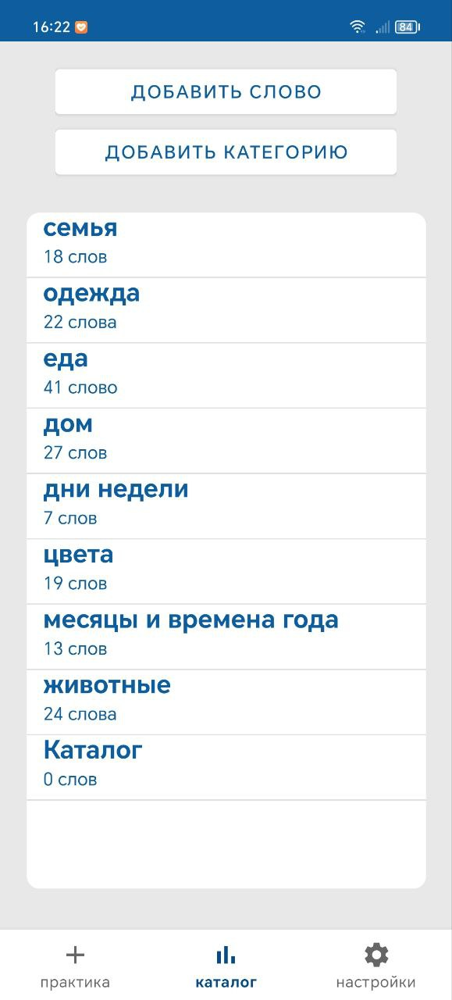 16:22
84
ДОБАВИТЬ СЛОВО
ДОБАВИТЬ КАТЕГОРИЮ
семья
18 слов
одежда
22 слова
еда
41 слово
дом
27 слов
дни недели
7 слов
цвета
19 слов
месяцы и времена года
13 слов
животные
24 слова
Каталог
0 слов
практика
каталог
настройки